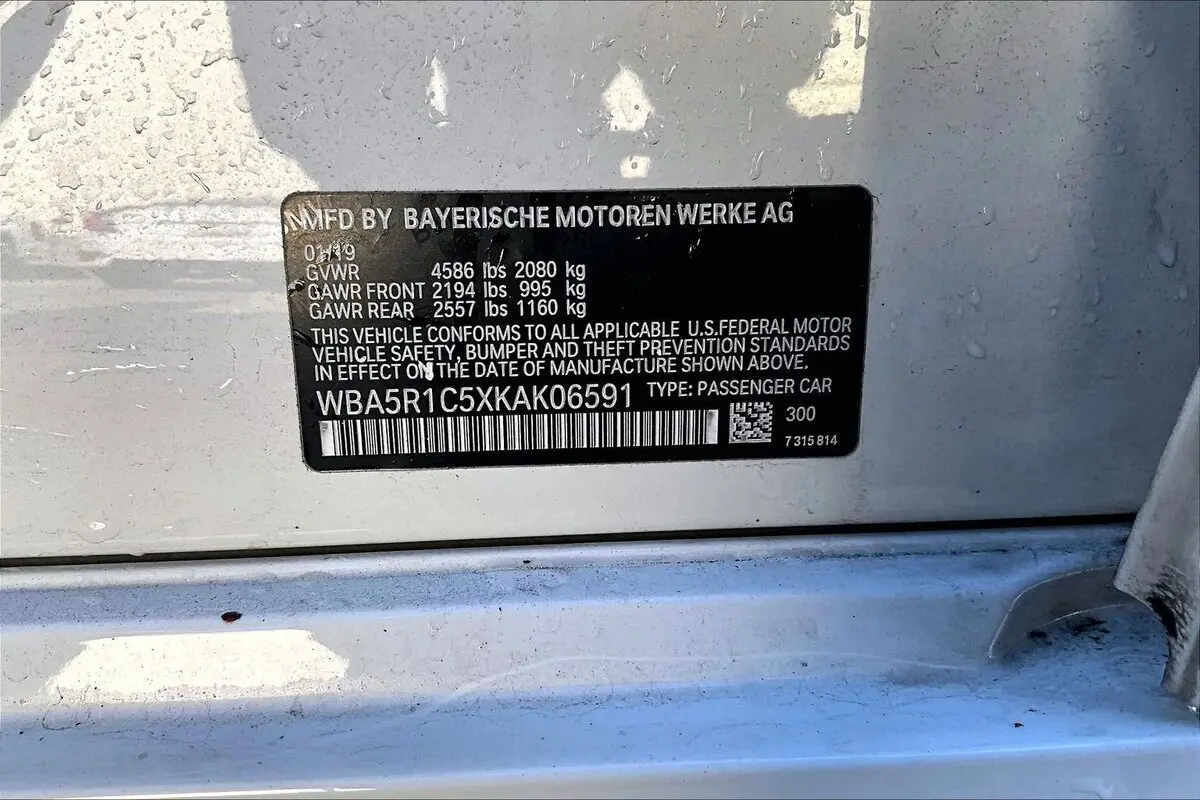 MFD BY BAYERISCHE MOTOREN WERKE AG
01/19
GVWR 4586 lbs 2080 kg
GAWR FRONT 2194 lbs 995 kg
GAWR REAR 2557 lbs 1160 kg
THIS VEHICLE CONFORMS TO ALL APPLICABLE U.S.FEDERAL MOTOR
VEHICLE SAFETY, BUMPER AND THEFT PREVENTION STANDARDS
IN EFFECT ON THE DATE OF MANUFACTURE SHOWN ABOVE.
WBA5R1C5XKAK06591 TYPE: PASSENGER CAR
300
7 315 814